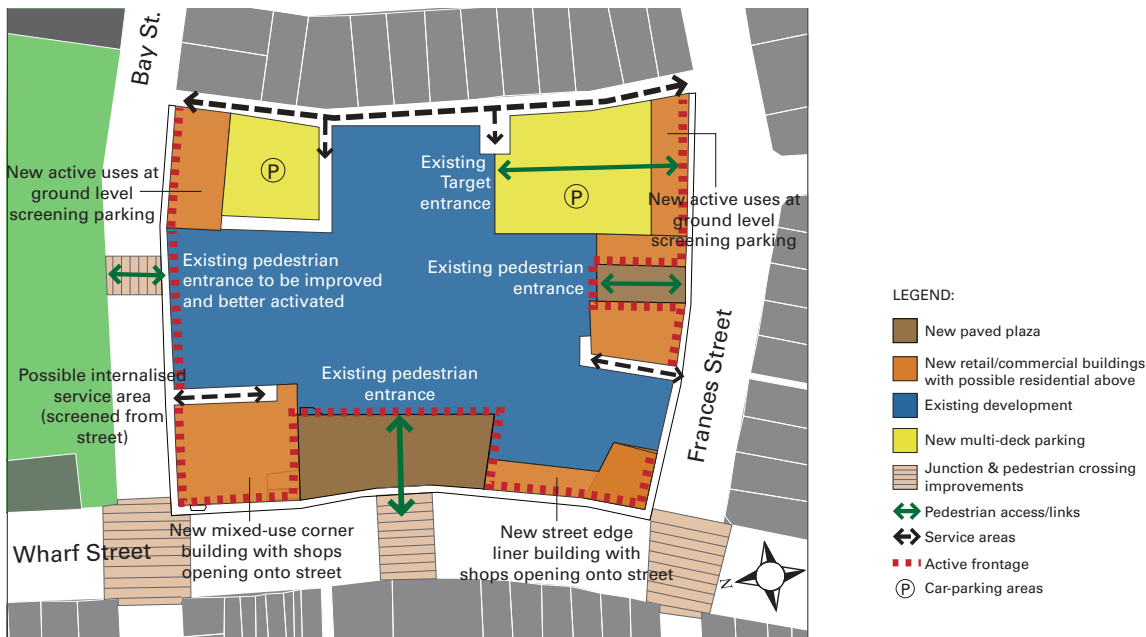 Bay St.
New active uses at
ground level
screening parking
P
Existing
Target
entrance
P
New active uses at
ground level
screening parking
Existing pedestrian
entrance to be improved
and better activated
Existing pedestrian
entrance
Possible internalised
service area
(screened from
street)
Existing pedestrian
entrance
Frances Street
Wharf Street
New mixed-use corner
building with shops
opening onto street
New street edge
liner building with
shops opening onto street
N
LEGEND:
New paved plaza
New retail/commercial buildings
with possible residential above
Existing development
New multi-deck parking
Junction & pedestrian crossing
improvements
Pedestrian access/links
Service areas
Active frontage
P
Car-parking areas